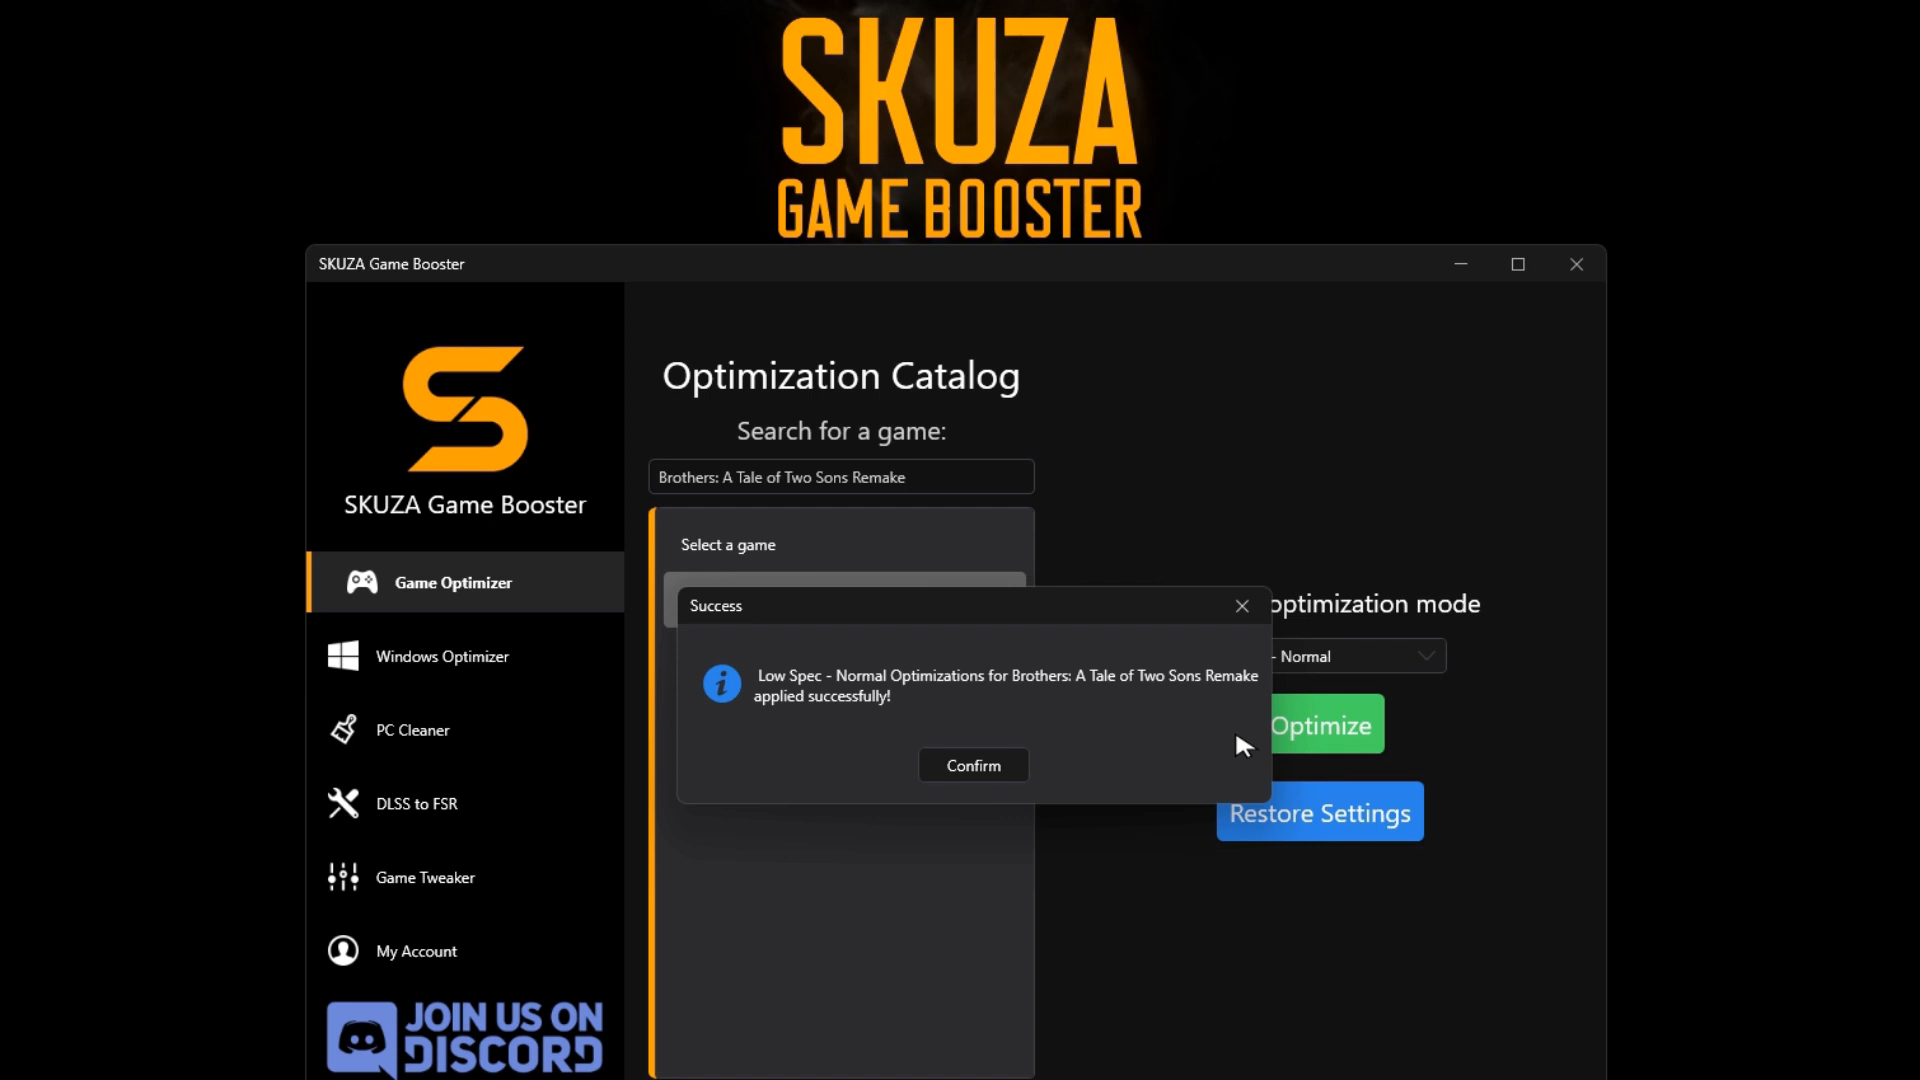 SKUZA
GAME BOOSTER
SKUZA Game Booster
SKUZA Game Booster
Game Optimizer
Windows Optimizer
PC Cleaner
DLSS to FSR
Game Tweaker
My Account
JOIN US ON
DISCORD
Optimization Catalog
Search for a game:
Brothers: A Tale of Two Sons Remake
Select a game
Success
Low Spec - Normal Optimizations for Brothers: A Tale of Two Sons Remake
applied successfully!
Confirm
optimization mode
- Normal
Optimize
Restore Settings